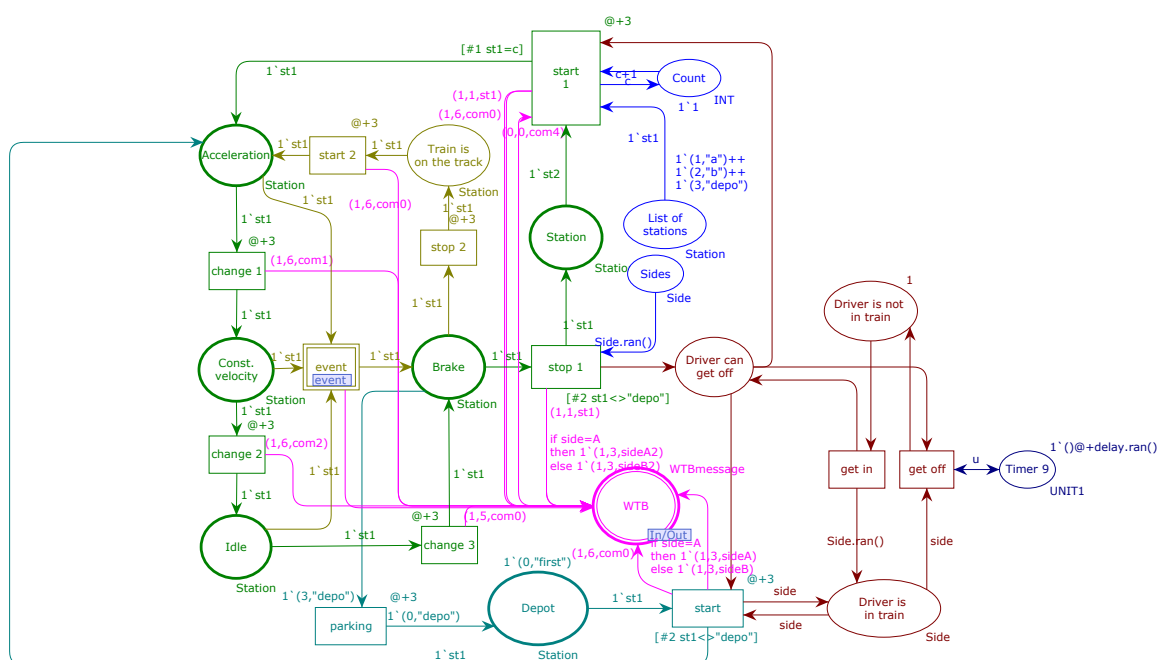 @+3
[#1 st1=c]
1`st1
start
1
c+1
c
Count
1`1
INT
(1,1,st1)
(1,6,com0)
(0,0,com4)
1`st1
@+3
Acceleration
1`st1
start 2
1`st1
Train is
on the track
1`st2
1`(1,"a")++
1`(2,"b")++
1`(3,"depo")
Station
Station
(1,6,com0)
1`st1
@+3
List of
stations
Station
1`st1
@+3
stop 2
Station
Station
change 1
(1,6,com1)
Sides
Side
Driver is not
in train
1
1`st1
1`st1
1`st1
Side.ran()
Const.
velocity
1`st1
event
event
1`st1
Brake
1`st1
stop 1
Driver can
get off
Station
Station
[#2 st1<>"depo"]
1`st1
@+3
(1,1,st1)
change 2
(1,6,com2)
if side=A
then 1`(1,3,sideA2)
else 1`(1,3,sideB2)
WTBmessage
get in
get off
u
Timer 9
1`()@+delay.ran()
UNIT1
1`st1
1`st1
1`st1
WTB
In/Out
@+3
(1,5,com0)
Idle
1`st1
change 3
Station
(1,6,com0)
if side=A
then 1`(1,3,sideA)
else 1`(1,3,sideB)
Side.ran()
side
1`(0,"first")
1`(3,"depo")
@+3
parking
1`(0,"depo")
Depot
1`st1
@+3
start
side
side
Driver is
in train
Side
[#2 st1<>"depo"]
Station
1`st1